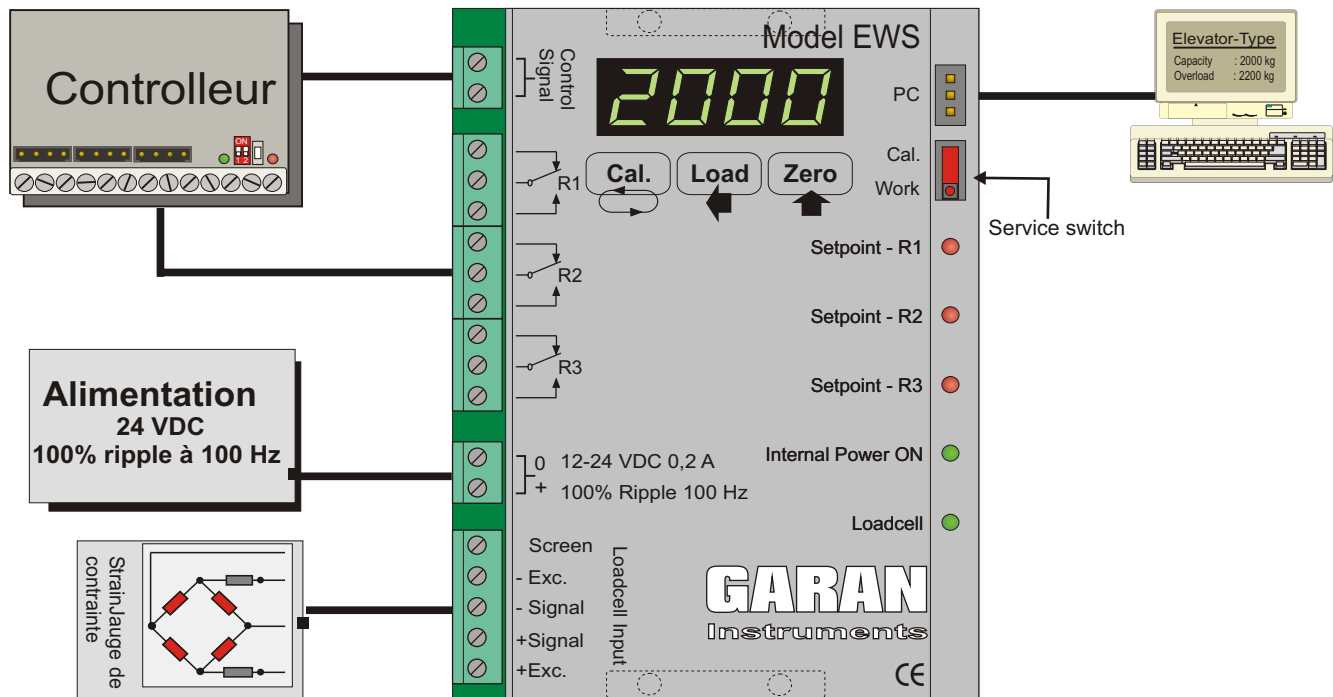 Controlleur
ON
1 2
Alimentation
24 VDC
100% ripple à 100 Hz
StrainJauge de
contrainte
Control
Signal
R1
R2
R3
0 12-24 VDC 0,2 A
+ 100% Ripple 100 Hz
Screen
- Exc.
- Signal
+Signal
+Exc.
Loadcell Input
Model EWS
2000
Cal.
Load
Zero
PC
Cal.
Work
Service switch
Setpoint - R1
Setpoint - R2
Setpoint - R3
Internal Power ON
Loadcell
GARAN
Instruments
CE
Elevator-Type
Capacity : 2000 kg
Overload : 2200 kg